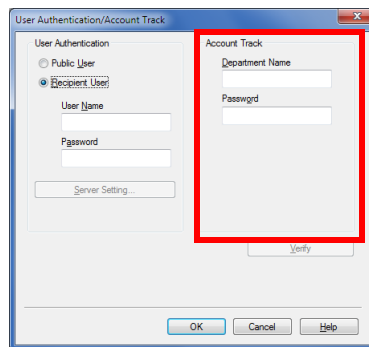 User Authentication/Account Track
User Authentication
Public User
Recipient User
User Name
Password
Server Setting...
Account Track
Department Name
Password
Verify
OK
Cancel
Help